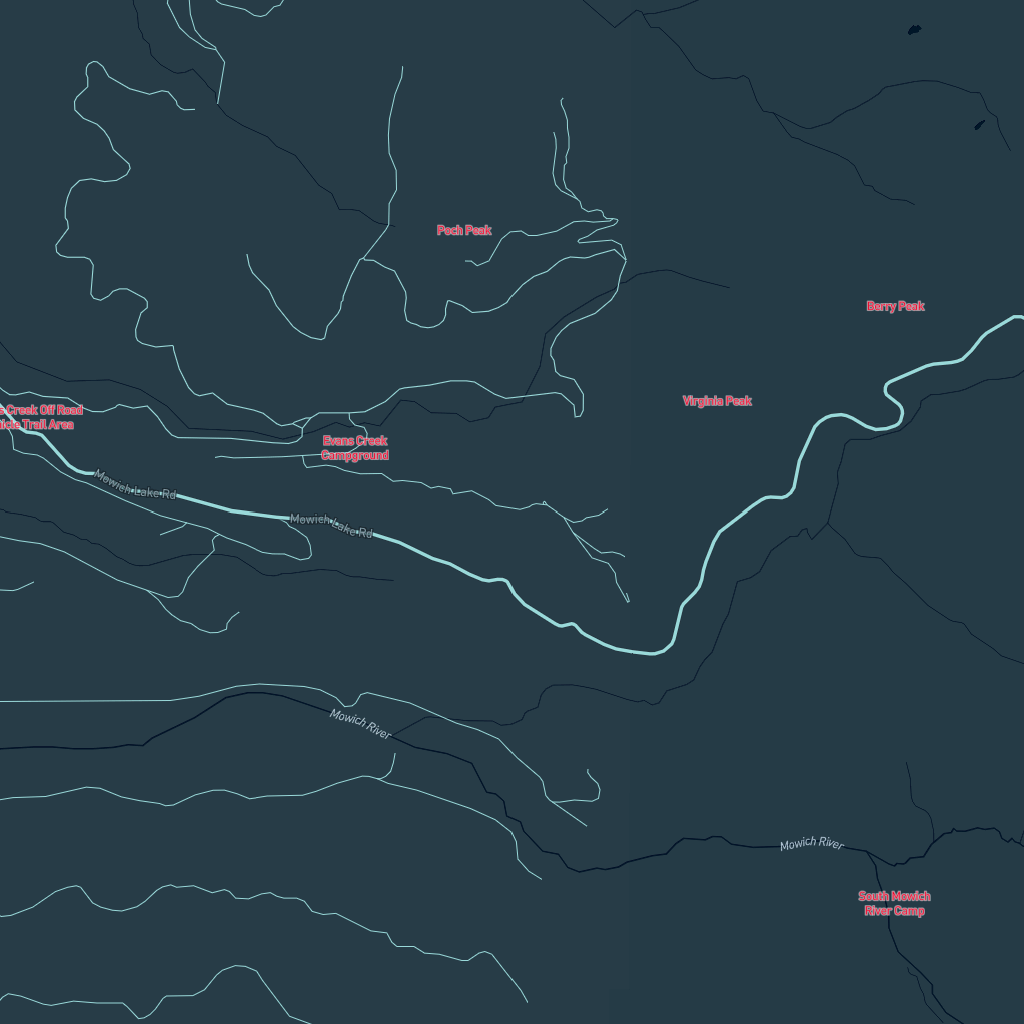 Poch Peak
Berry Peak
Virginia Peak
s Creek Off Road
icle Trail Area
Evans Creek
Campground
Mowich Lake Rd
Mowich Lake Rd
Mowich River
Mowich River
South Mowich
River Camp